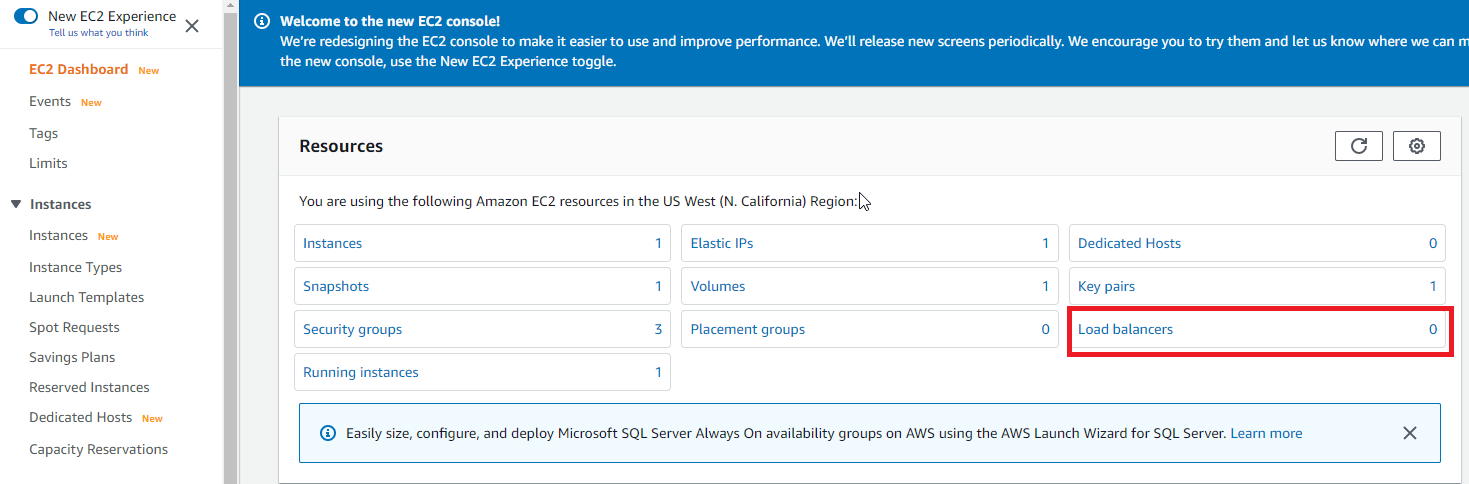 New EC2 Experience
Tell us what you think
EC2 Dashboard New
Events New
Tags
Limits
Instances
Instances New
Instance Types
Launch Templates
Spot Requests
Savings Plans
Reserved Instances
Dedicated Hosts New
Capacity Reservations
Welcome to the new EC2 console!
We're redesigning the EC2 console to make it easier to use and improve performance. We'll release new screens periodically. We encourage you to try them and let us know where we can m
the new console, use the New EC2 Experience toggle.
Resources
You are using the following Amazon EC2 resources in the US West (N. California) Region:
Instances 1 Elastic IPs 1 Dedicated Hosts 0
Snapshots 1 Volumes 1 Key pairs 1
Security groups 3 Placement groups 0 Load balancers 0
Running instances 1
Easily size, configure, and deploy Microsoft SQL Server Always On availability groups on AWS using the AWS Launch Wizard for SQL Server. Learn more